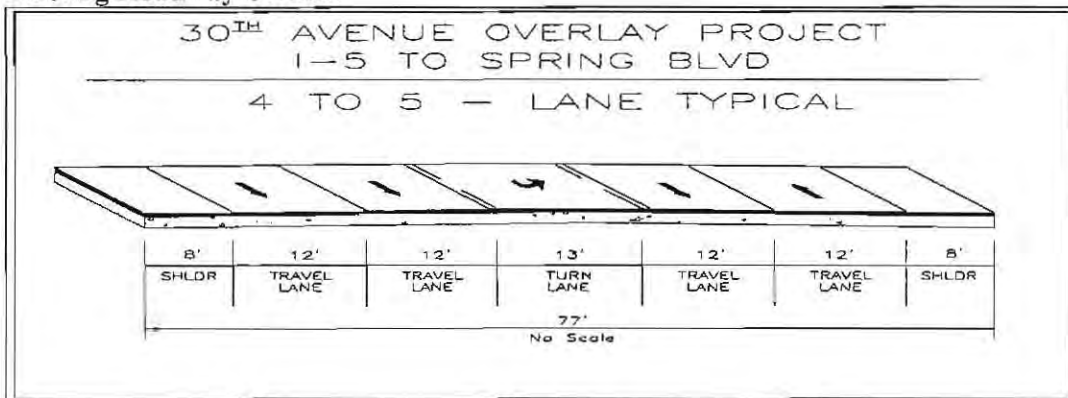 30TH AVENUE OVERLAY PROJECT
I-5 TO SPRING BLVD
4 TO 5 - LANE TYPICAL
8' 12' 12' 13' 12' 12' 8'
SHLDR TRAVEL LANE TRAVEL LANE TURN LANE TRAVEL LANE TRAVEL LANE SHLDR
77'
No Scale